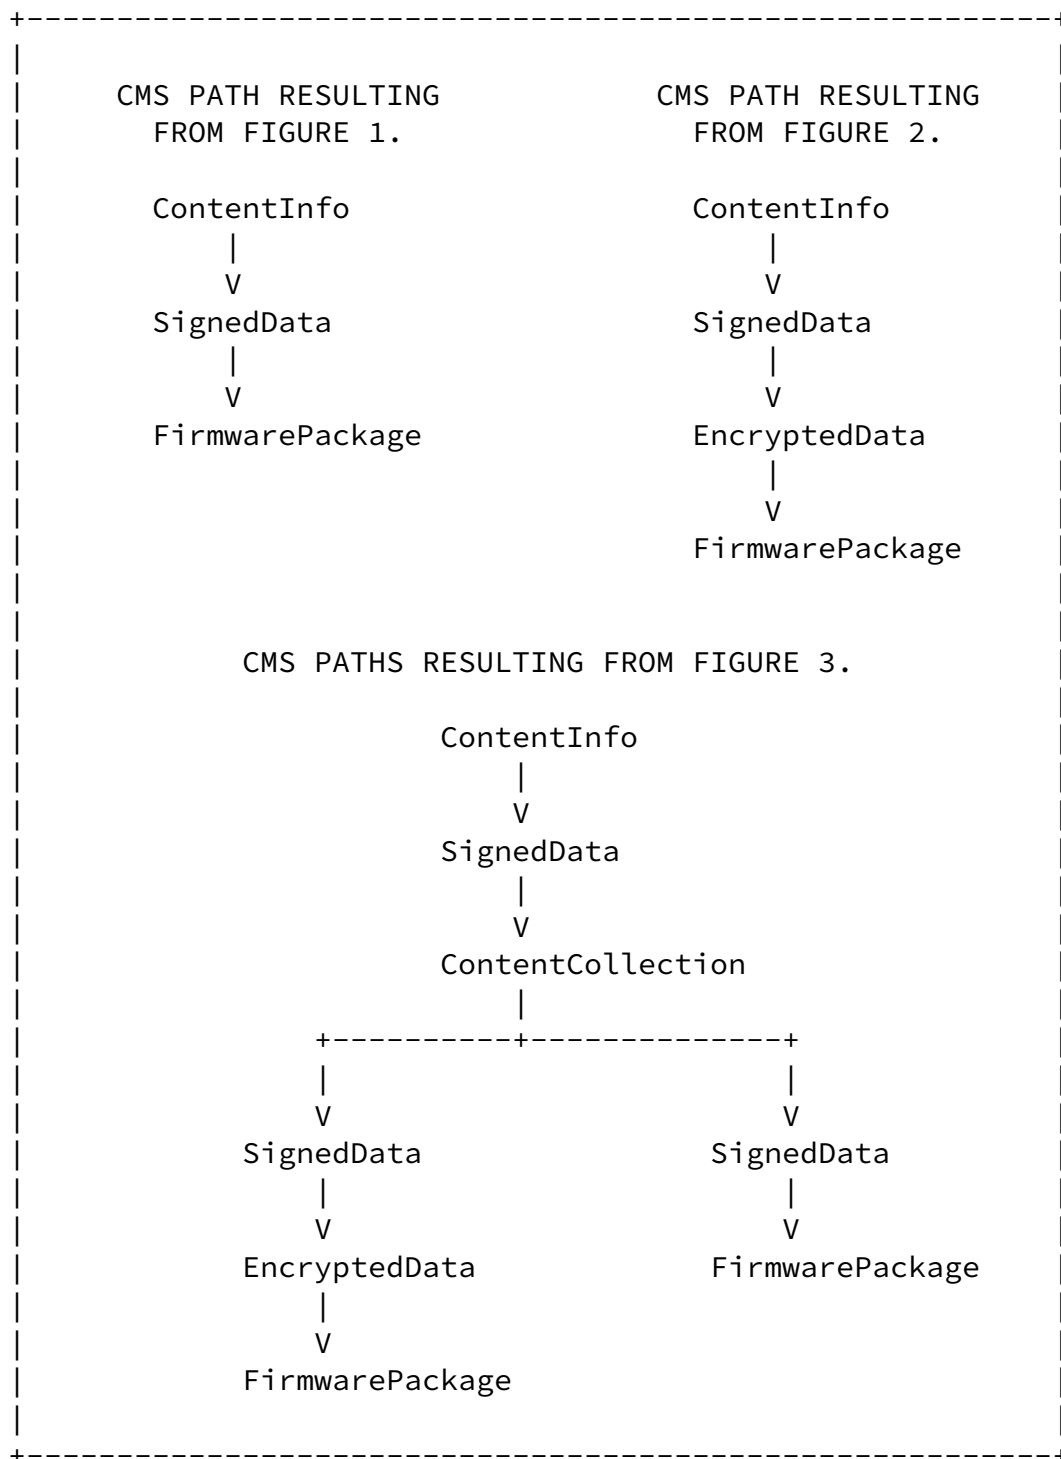 CMS PATH RESULTING          CMS PATH RESULTING
FROM FIGURE 1.              FROM FIGURE 2.
ContentInfo                 ContentInfo
|                           |
V                           V
SignedData                  SignedData
|                           |
V                           V
FirmwarePackage             EncryptedData
|
V
FirmwarePackage
CMS PATHS RESULTING FROM FIGURE 3.
ContentInfo
|
V
SignedData
|
V
ContentCollection
|
+----------+--------------+
|                         |
V                         V
SignedData                SignedData
|                         |
V                         V
EncryptedData             FirmwarePackage
|
V
FirmwarePackage